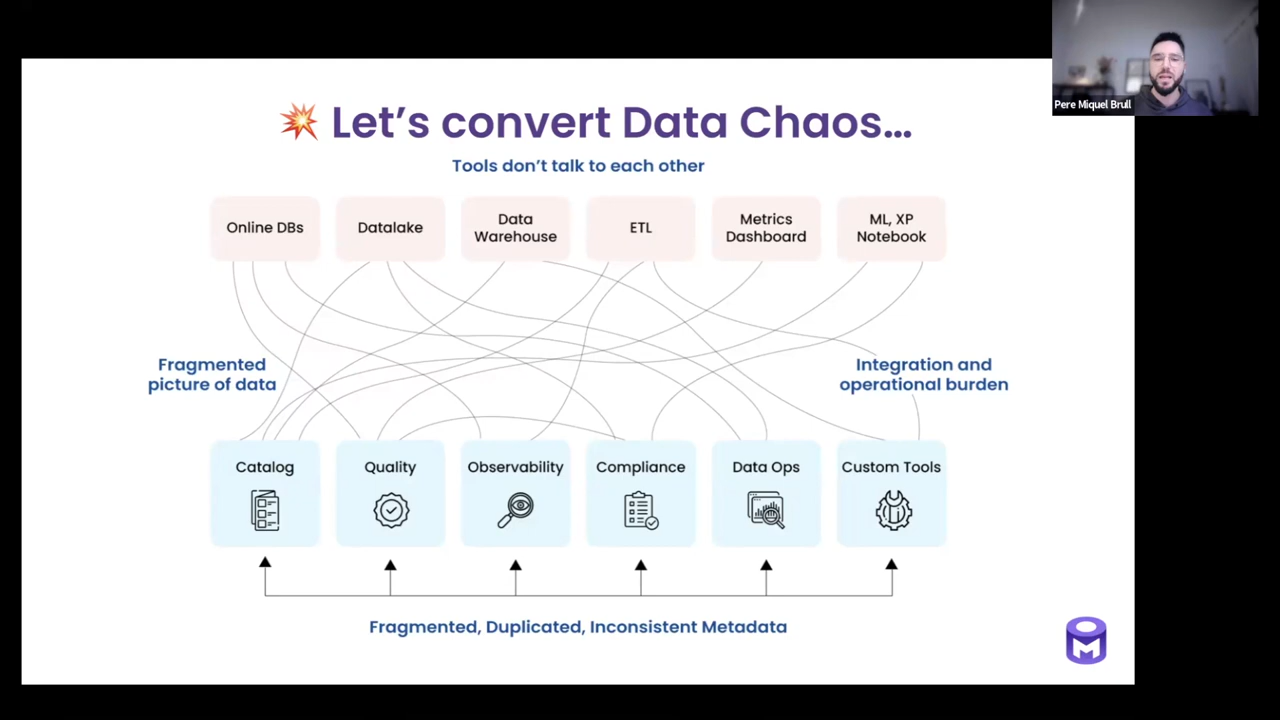 Pere Miquel Brull
Let's convert Data Chaos...
Tools don't talk to each other
Online DBs
Datalake
Data
Warehouse
ETL
Metrics
Dashboard
ML, XP
Notebook
Fragmented
picture of data
Integration and
operational burden
Catalog
Quality
Observability
Compliance
Data Ops
Custom Tools
Fragmented, Duplicated, Inconsistent Metadata